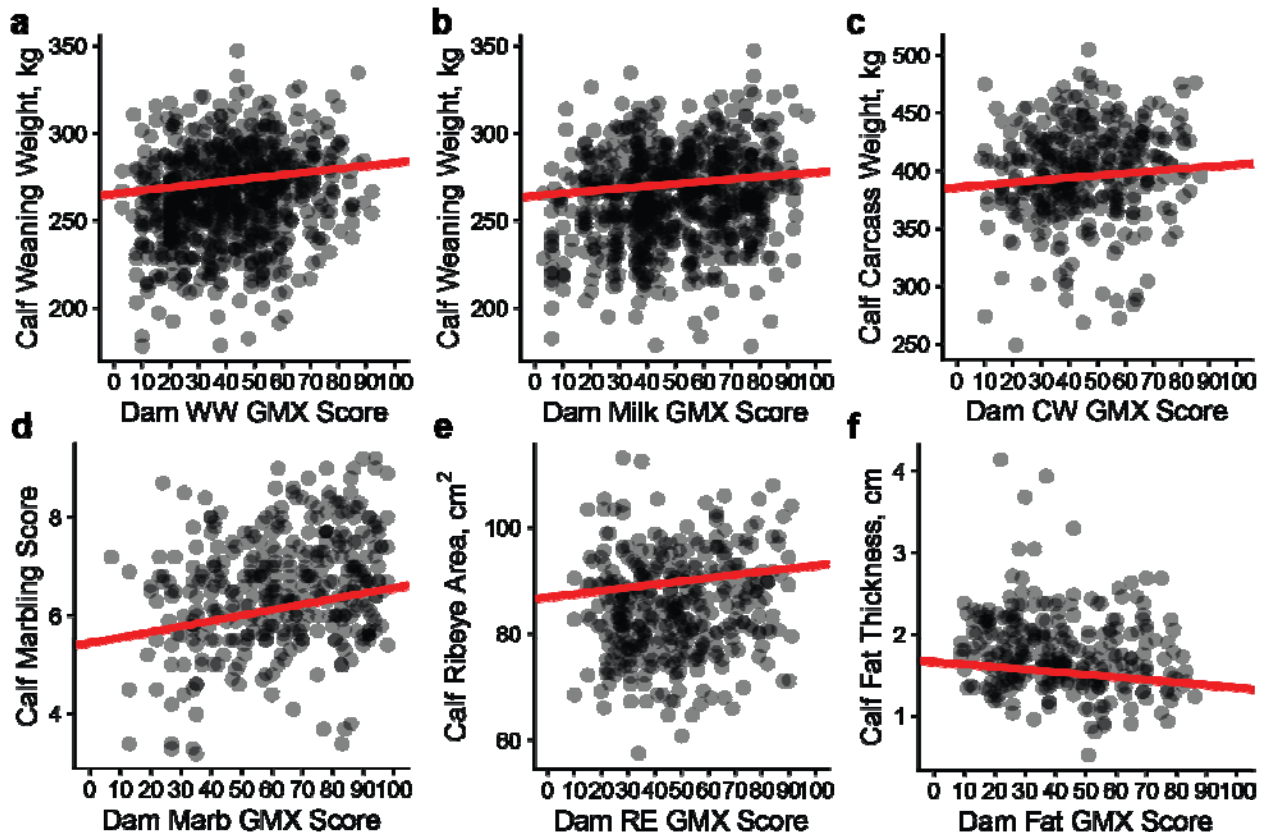 a
Calf Weaning Weight, kg
350
300
250
200
0 10 20 30 40 50 60 70 80 90 100
Dam WW GMX Score
b
Calf Weaning Weight, kg
350
300
250
200
0 10 20 30 40 50 60 70 80 90 100
Dam Milk GMX Score
c
Calf Carcass Weight, kg
500
450
400
350
300
250
0 10 20 30 40 50 60 70 80 90 100
Dam CW GMX Score
d
Calf Marbling Score
8
6
4
0 10 20 30 40 50 60 70 80 90 100
Dam Marb GMX Score
e
Calf Ribeye Area, cm²
100
80
60
0 10 20 30 40 50 60 70 80 90 100
Dam RE GMX Score
f
Calf Fat Thickness, cm
4
3
2
1
0 10 20 30 40 50 60 70 80 90 100
Dam Fat GMX Score